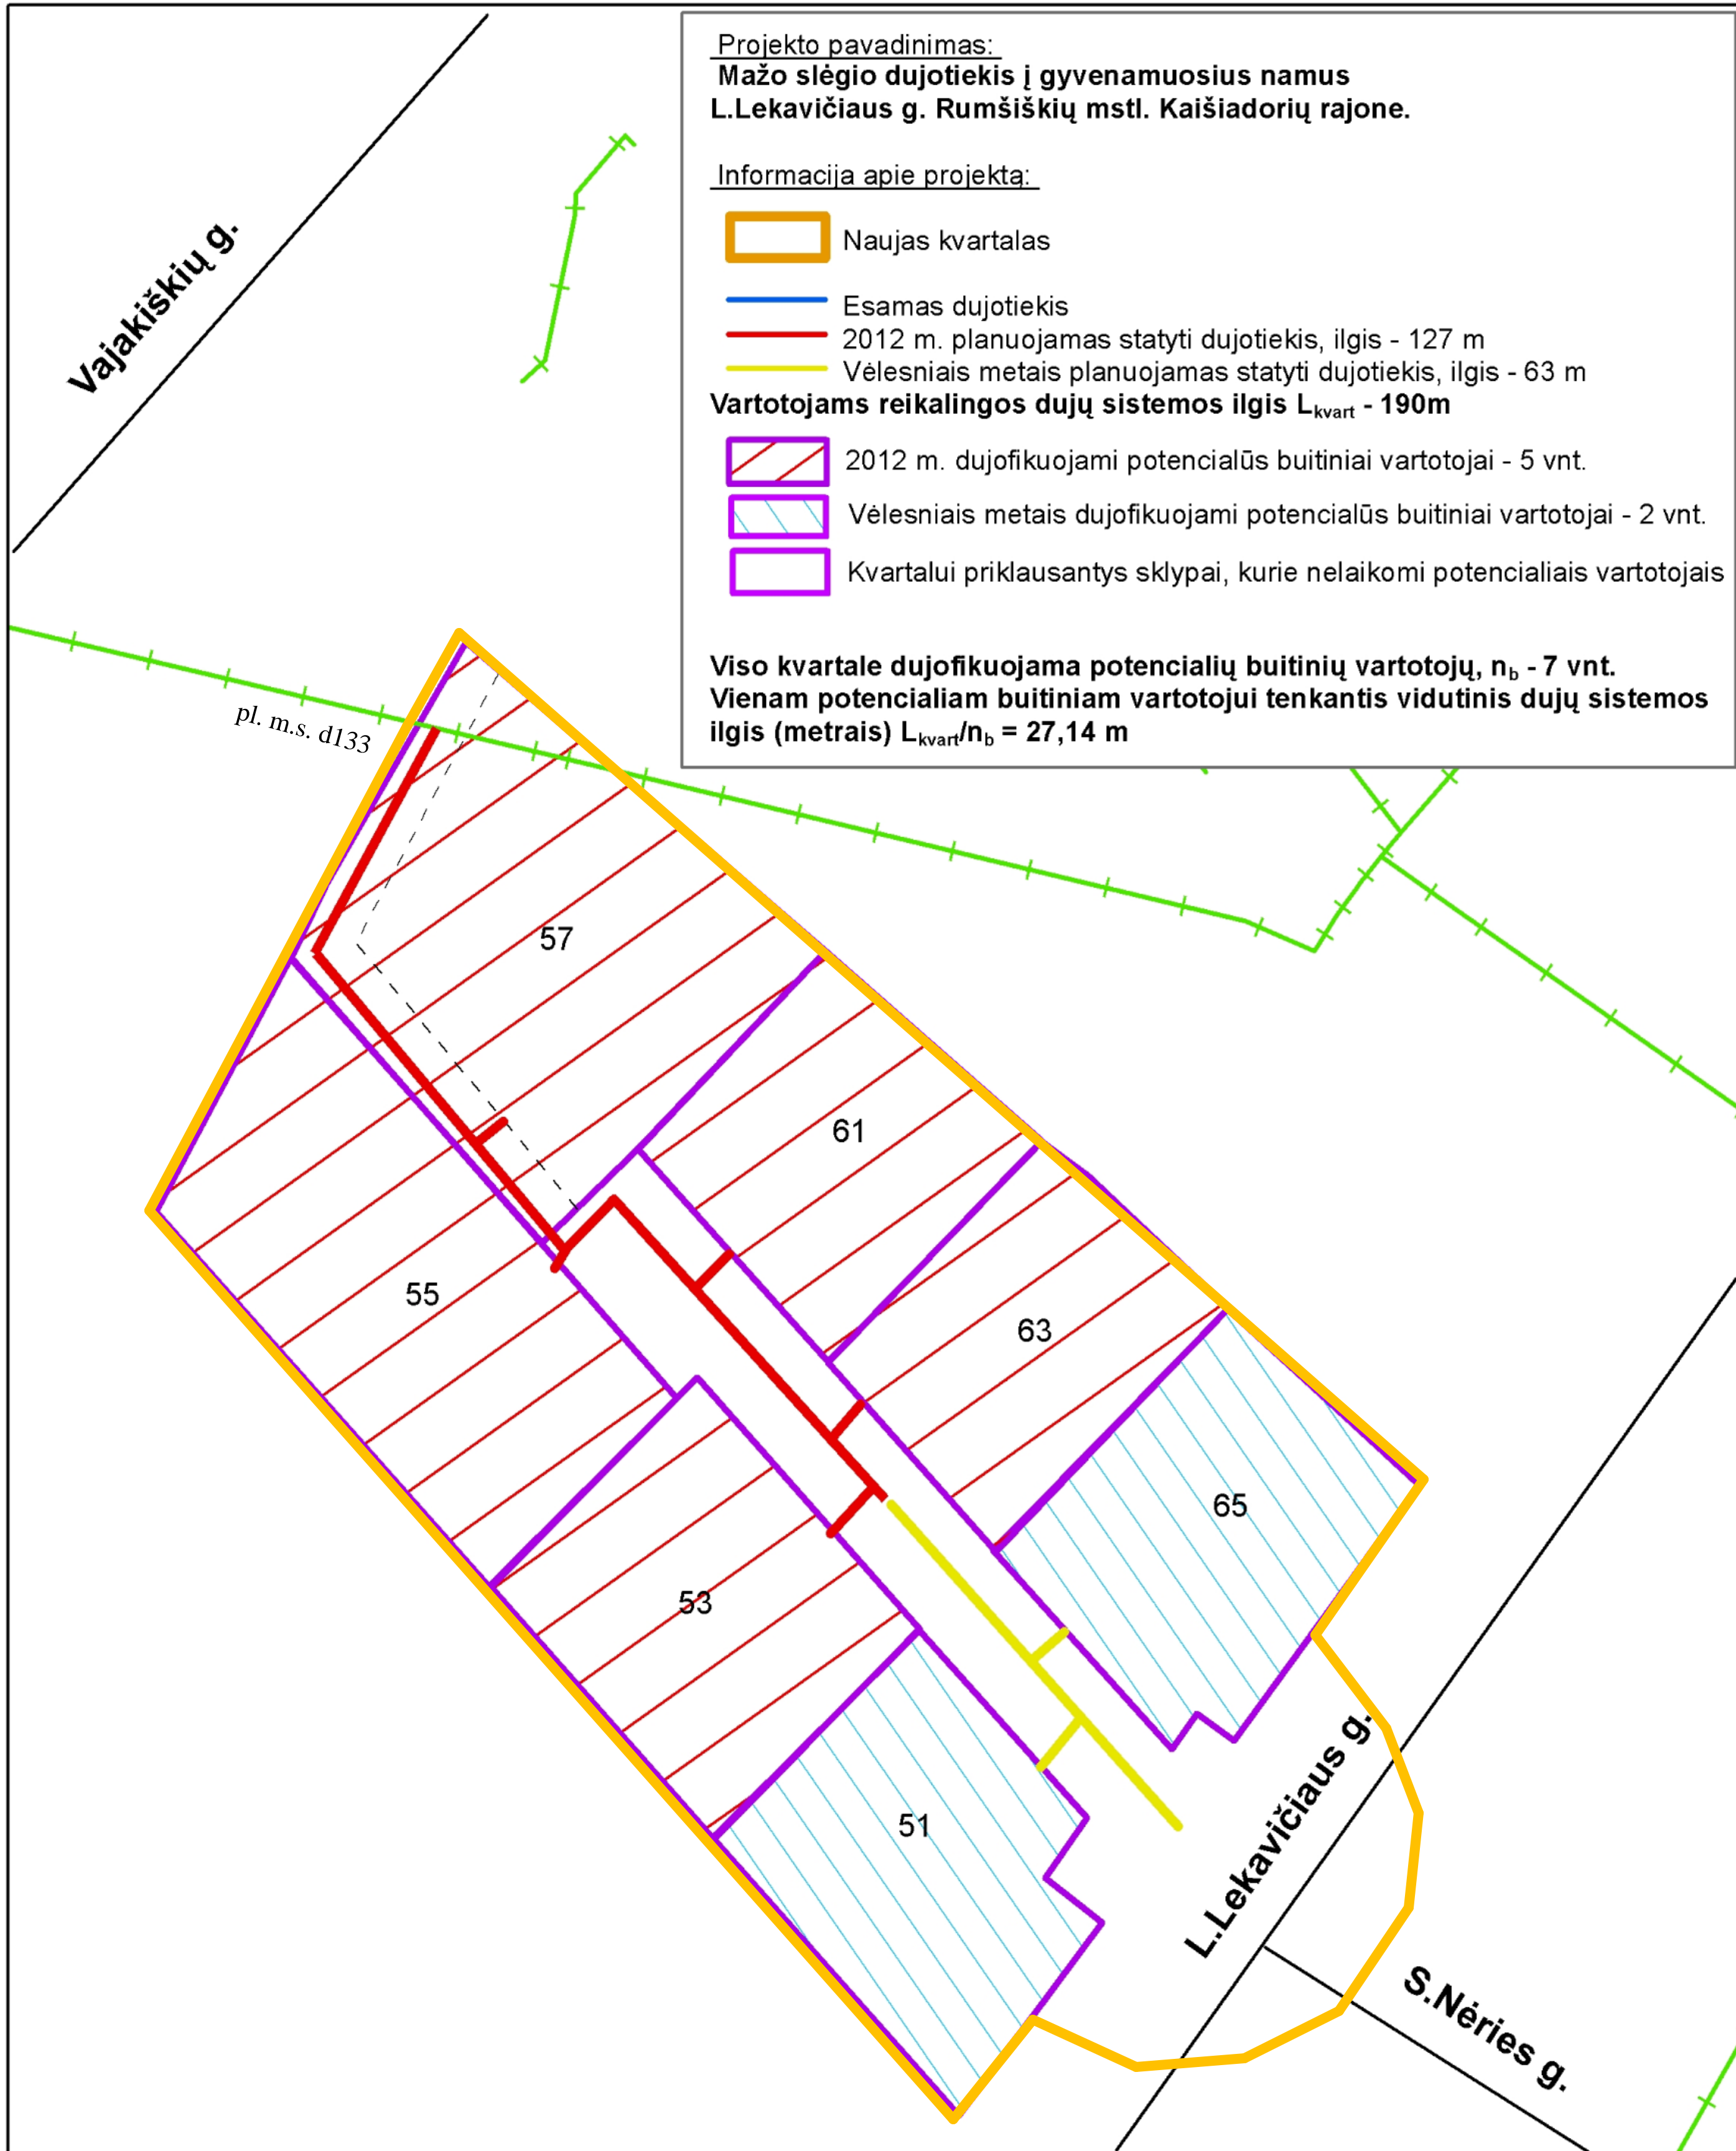 Projekto pavadinimas:
Mažo slėgio dujotiekis į gyvenamuosius namus
L.Lekavičiaus g. Rumšiškių mstl. Kaišiadorių rajone.
Informacija apie projektą:
Naujas kvartalas
Esamas dujotiekis
2012 m. planuojamas statyti dujotiekis, ilgis - 127 m
Vėlesniais metais planuojamas statyti dujotiekis, ilgis - 63 m
Vartotojams reikalingos dujų sistemos ilgis Lkvart - 190m
2012 m. dujofikuojami potencialūs buitiniai vartotojai - 5 vnt.
Vėlesniais metais dujofikuojami potencialūs buitiniai vartotojai - 2 vnt.
Kvartalui priklausantys sklypai, kurie nelaikomi potencialiais vartotojais
Viso kvartale dujofikuojama potencialių buitinių vartotojų, nb - 7 vnt.
Vienam potencialiam buitiniam vartotojui tenkantis vidutinis dujų sistemos
ilgis (metrais) Lkvart/nb = 27,14 m
Vajakiškių g.
pl. m.s. d133
57
61
55
63
65
53
51
L.Lekavičiaus g.
S.Nėries g.